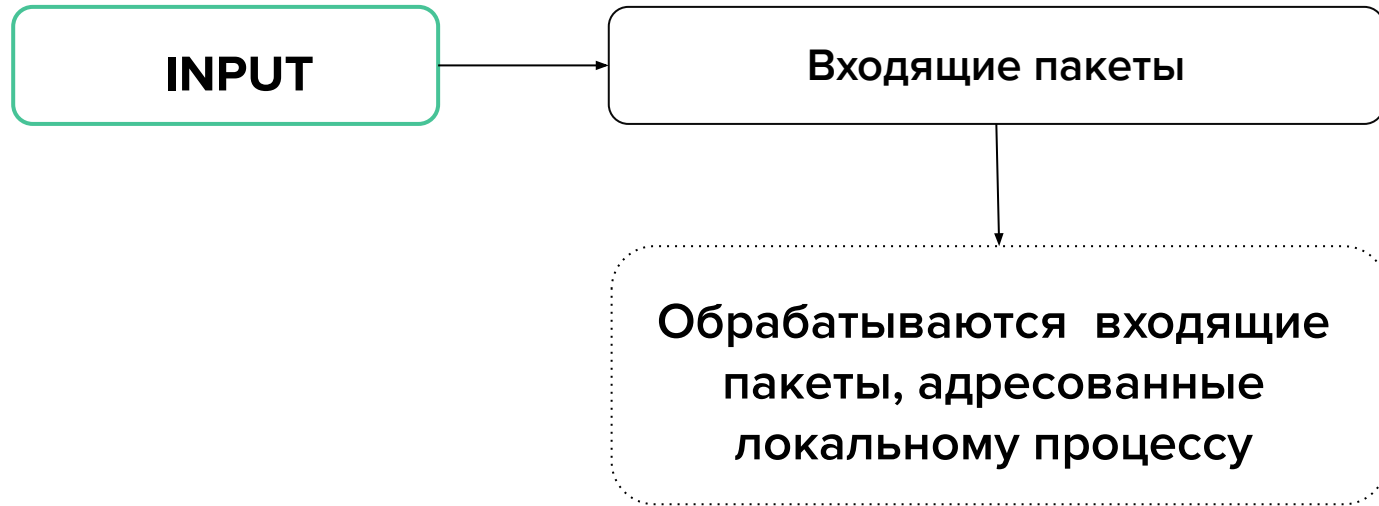 INPUT
Входящие пакеты
Обрабатываются входящие
пакеты, адресованные
локальному процессу